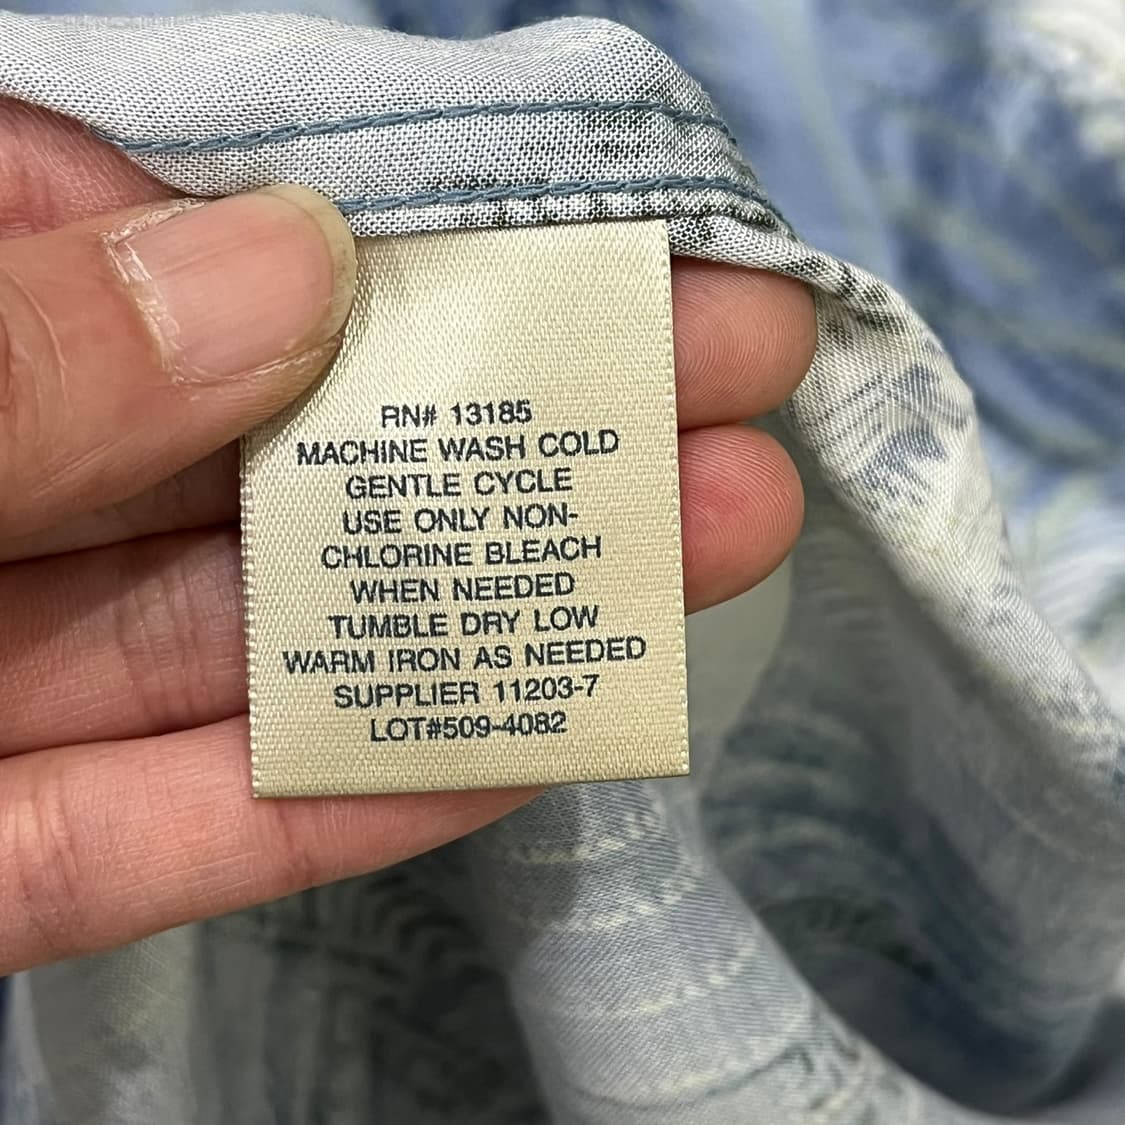 RN# 13185
MACHINE WASH COLD
GENTLE CYCLE
USE ONLY NON-
CHLORINE BLEACH
WHEN NEEDED
TUMBLE DRY LOW
WARM IRON AS NEEDED
SUPPLIER 11203-7
LOT#509-4082